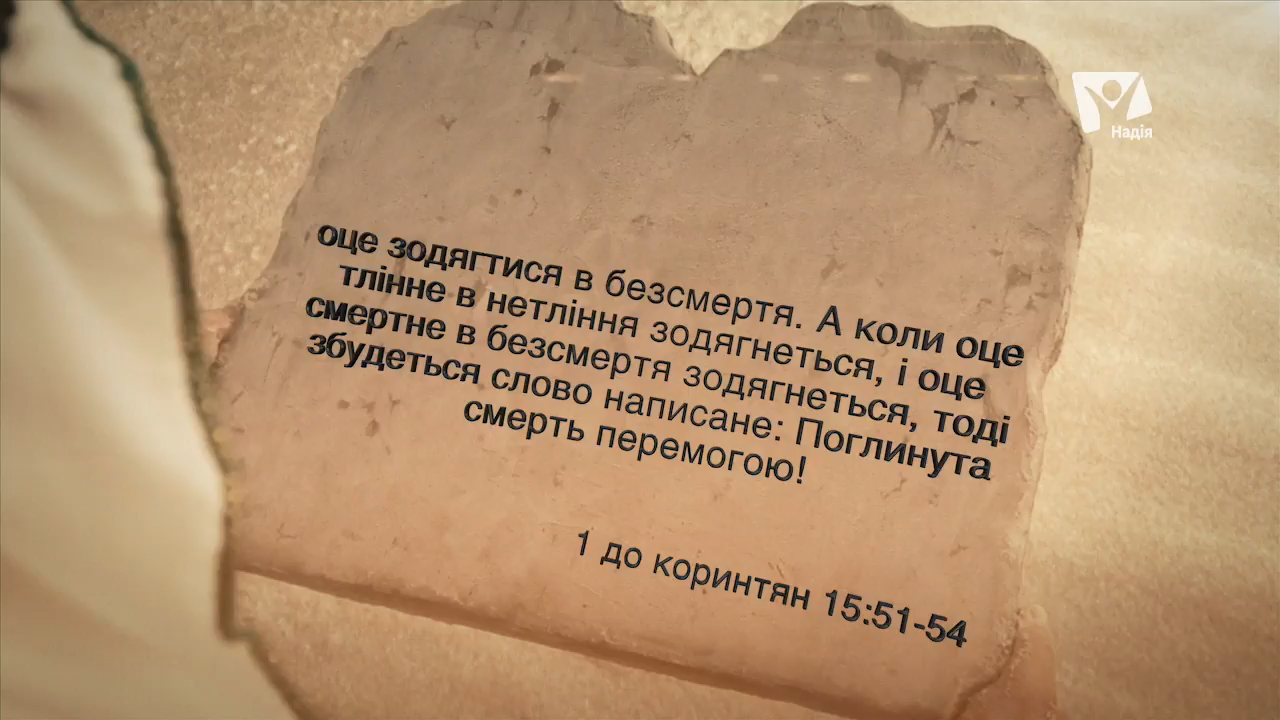 Надія
оце зодягтися в безсмертя. А коли оце
тлінне в нетління зодягнеться, і оце
смертне в безсмертя зодягнеться, тоді
збудеться слово написане: Поглинута
смерть перемогою!
1 до коринтян 15:51-54